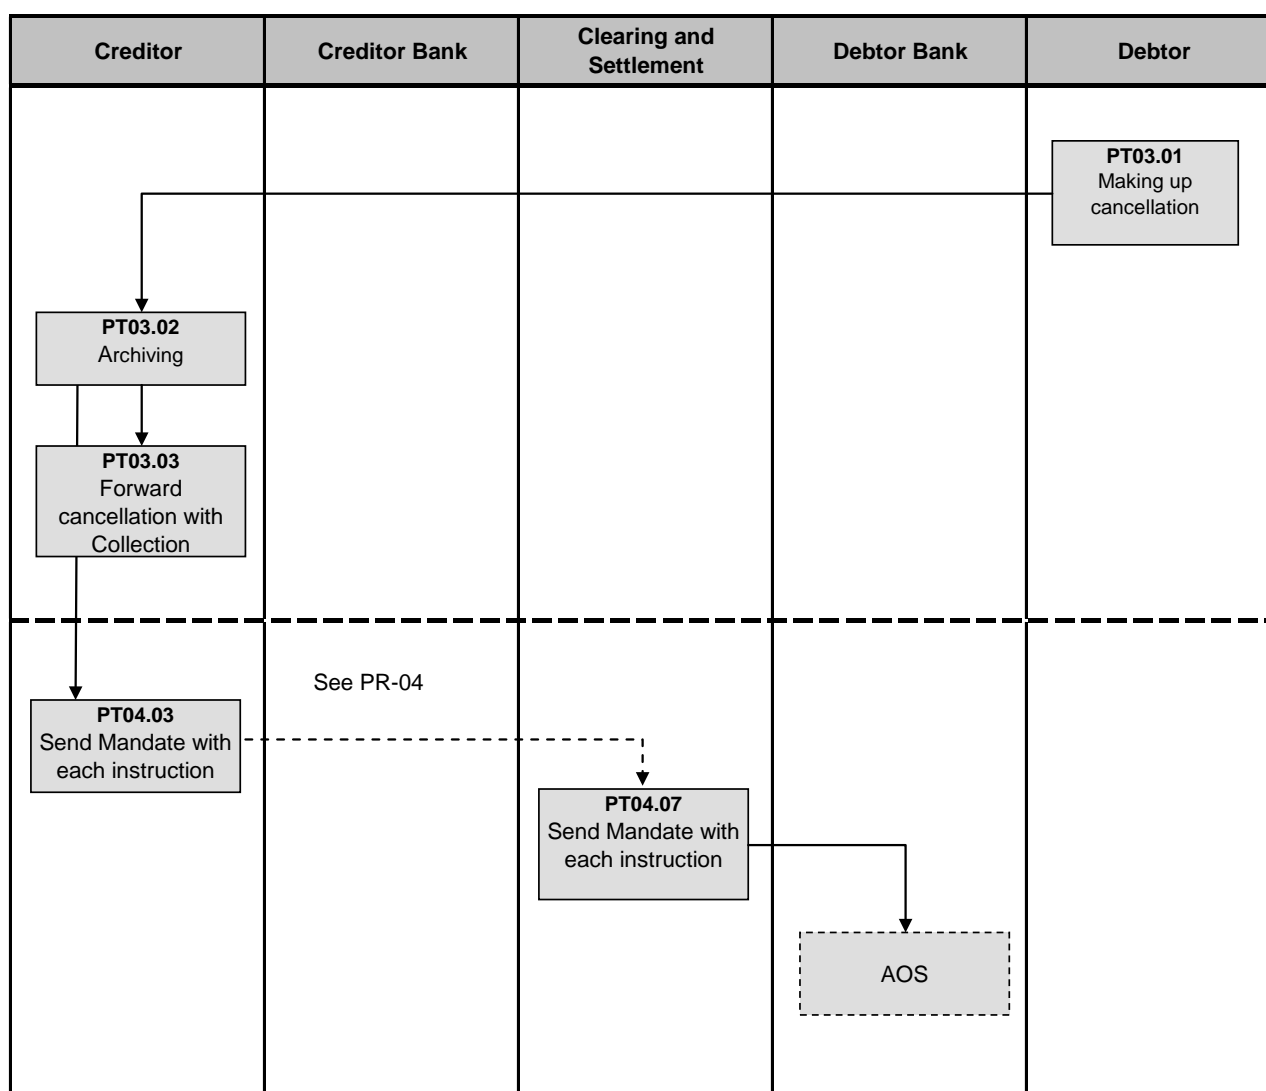 Creditor
Creditor Bank
Clearing and
Settlement
Debtor Bank
Debtor
PT03.01
Making up
cancellation
PT03.02
Archiving
PT03.03
Forward
cancellation with
Collection
See PR-04
PT04.03
Send Mandate with
each instruction
PT04.07
Send Mandate with
each instruction
AOS